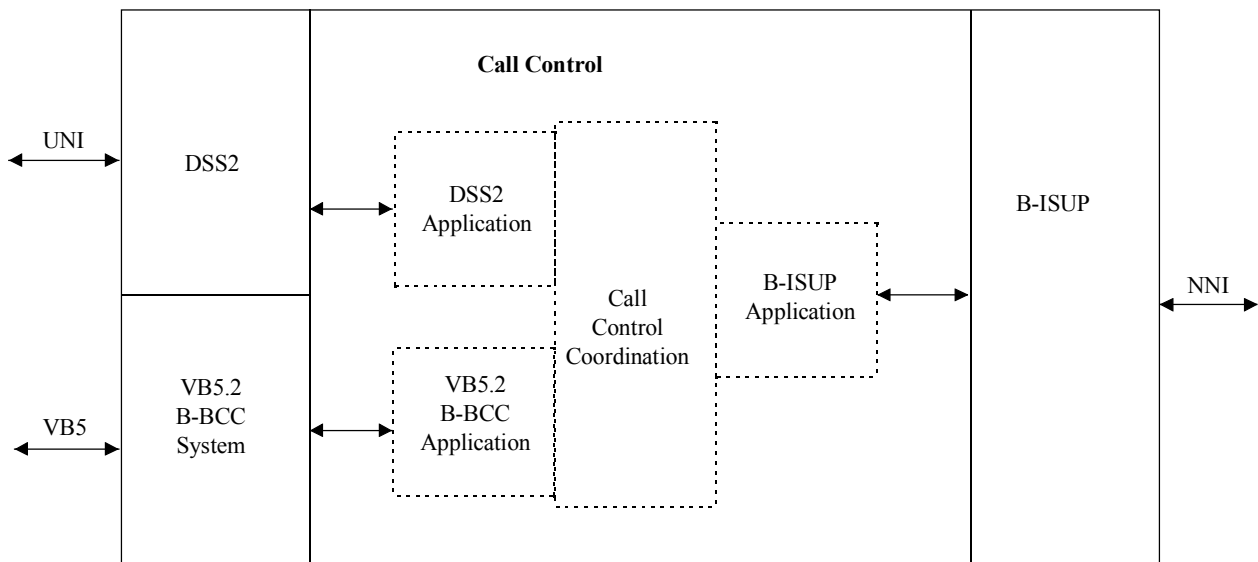 Call Control
UNI
DSS2
DSS2
Application
B-ISUP
VB5.2
B-BCC
System
VB5
VB5.2
B-BCC
Application
Call
Control
Coordination
B-ISUP
Application
NNI